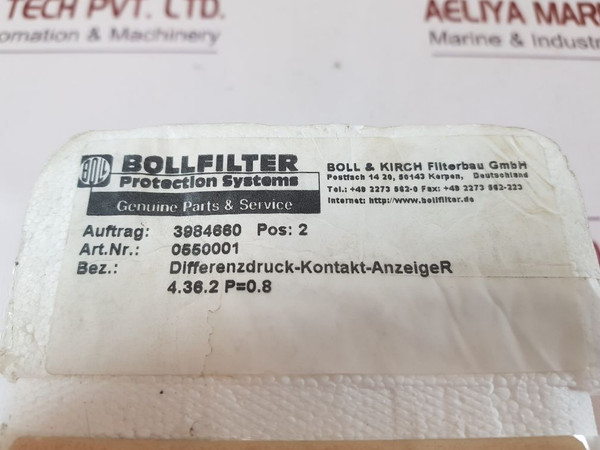 TECH PVT. LTD.
omation & Machinery
AELIYA MARI
Marine & Industri
BOLL
BOLLFILTER
Protection Systems
Genuine Parts & Service
BOLL & KIRCH Filterbau GmbH
Postfach 14 20, 50143 Kerpen, Deutschland
Tel.: +49 2273 562-0 Fax: +49 2273 562-223
Internet: http://www.bollfilter.de
Auftrag: 3984660 Pos: 2
Art.Nr.: 0550001
Bez.: Differenzdruck-Kontakt-AnzeigeR
4.36.2 P=0.8